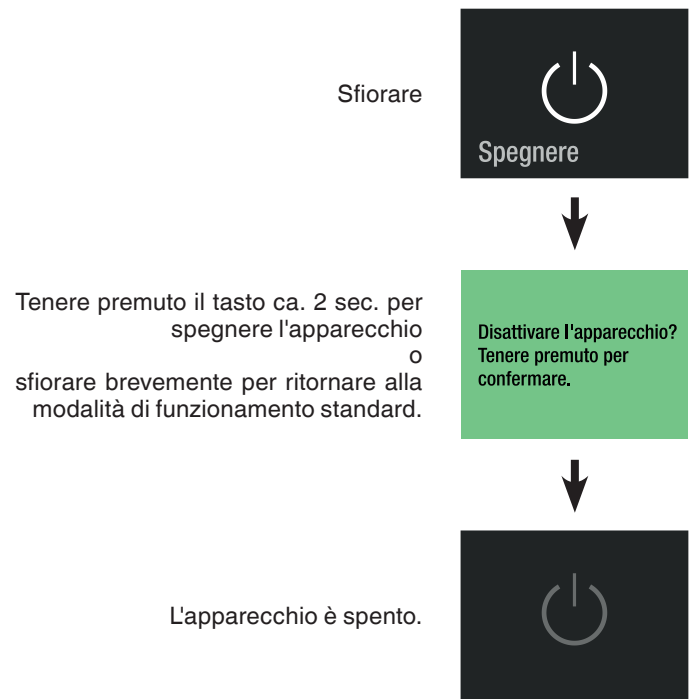 Sfiorare
Spegnere
Tenere premuto il tasto ca. 2 sec. per
spegnere l'apparecchio
o
sfiorare brevemente per ritornare alla
modalità di funzionamento standard.
Disattivare l'apparecchio?
Tenere premuto per
confermare.
L'apparecchio è spento.